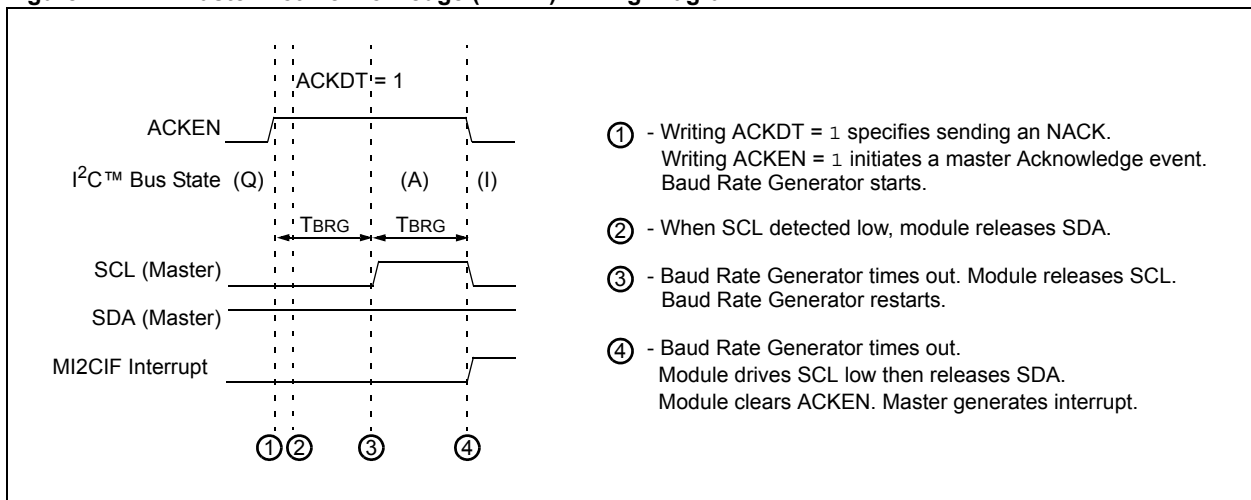 ACKDT = 1
ACKEN
I²C™ Bus State (Q) (A) (I)
TBRG TBRG
SCL (Master)
SDA (Master)
MI2CIF Interrupt
1 2 3 4
1 - Writing ACKDT = 1 specifies sending an NACK.
Writing ACKEN = 1 initiates a master Acknowledge event.
Baud Rate Generator starts.
2 - When SCL detected low, module releases SDA.
3 - Baud Rate Generator times out. Module releases SCL.
Baud Rate Generator restarts.
4 - Baud Rate Generator times out.
Module drives SCL low then releases SDA.
Module clears ACKEN. Master generates interrupt.